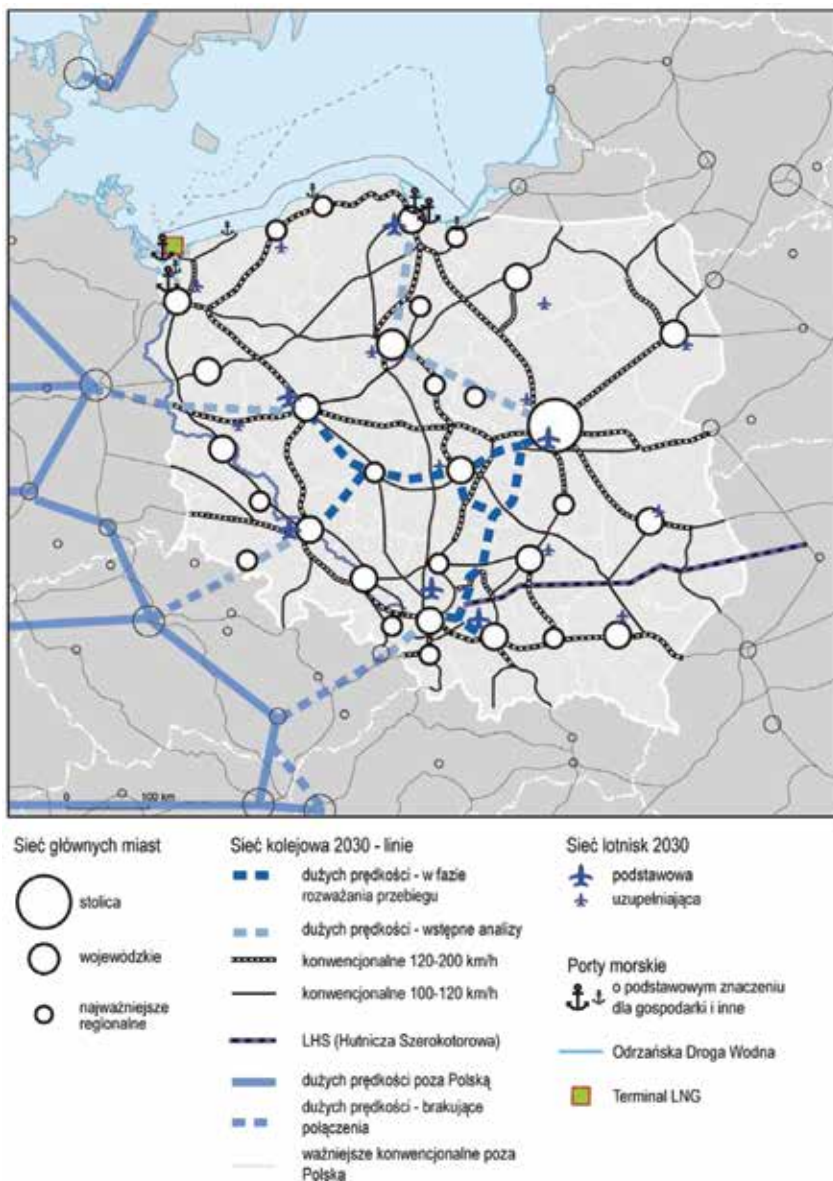 0 100 km
Sieć głównych miast
stolica
wojewódzkie
najważniejsze
regionalne
Sieć kolejowa 2030 - linie
dużych prędkości - w fazie
rozważania przebiegu
dużych prędkości - wstępne analizy
konwencjonalne 120-200 km/h
konwencjonalne 100-120 km/h
LHS (Hutnicza Szerokotorowa)
dużych prędkości poza Polską
dużych prędkości - brakujące
połączenia
ważniejsze konwencjonalne poza
Polską
Sieć lotnisk 2030
podstawowa
uzupełniająca
Porty morskie
o podstawowym znaczeniu
dla gospodarki i inne
Odrzańska Droga Wodna
Terminal LNG